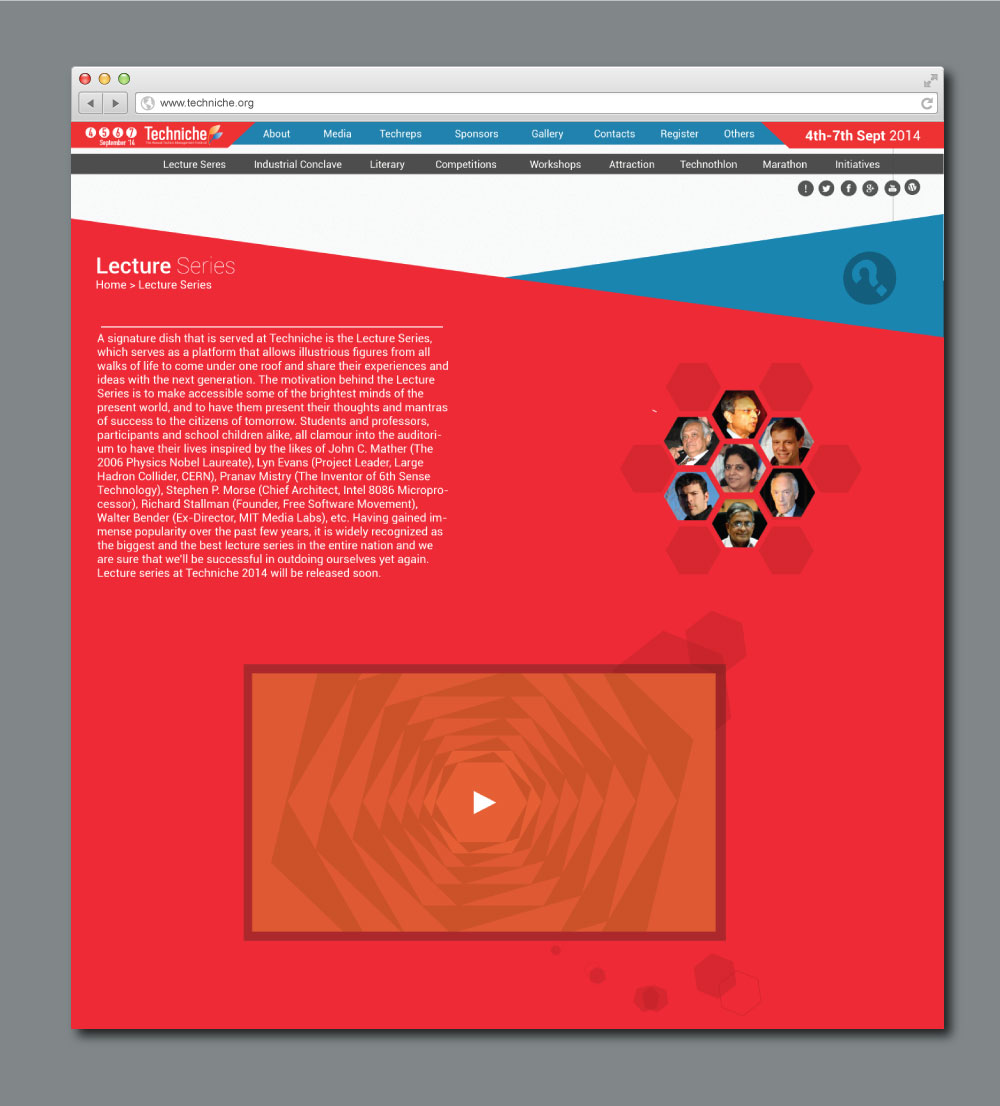 www.techniche.org
4 5 6 7
September '14
Techniche
About Media Techreps Sponsors Gallery Contacts Register Others
4th-7th Sept 2014
Lecture Seres Industrial Conclave Literary Competitions Workshops Attraction Technothlon Marathon Initiatives
Lecture Series
Home > Lecture Series
A signature dish that is served at Techniche is the Lecture Series,
which serves as a platform that allows illustrious figures from all
walks of life to come under one roof and share their experiences and
ideas with the next generation. The motivation behind the Lecture
Series is to make accessible some of the brightest minds of the
present world, and to have them present their thoughts and mantras
of success to the citizens of tomorrow. Students and professors,
participants and school children alike, all clamour into the auditori-
um to have their lives inspired by the likes of John C. Mather (The
2006 Physics Nobel Laureate), Lyn Evans (Project Leader, Large
Hadron Collider, CERN), Pranav Mistry (The Inventor of 6th Sense
Technology), Stephen P. Morse (Chief Architect, Intel 8086 Micropro-
cessor), Richard Stallman (Founder, Free Software Movement),
Walter Bender (Ex-Director, MIT Media Labs), etc. Having gained im-
mense popularity over the past few years, it is widely recognized as
the biggest and the best lecture series in the entire nation and we
are sure that we'll be successful in outdoing ourselves yet again.
Lecture series at Techniche 2014 will be released soon.